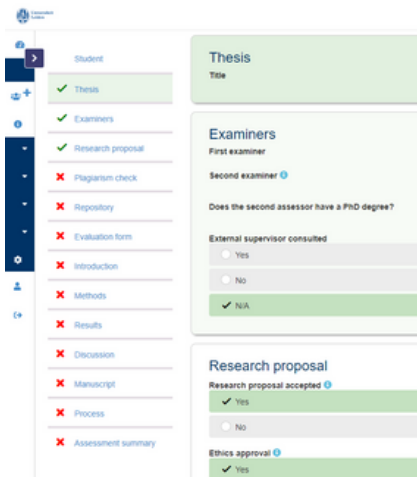 Universiteit
Leiden
Student
Thesis
Examiners
Research proposal
Plagiarism check
Repository
Evaluation form
Introduction
Methods
Results
Discussion
Manuscript
Process
Assessment summary
Thesis
Title
Examiners
First examiner
Second examiner
Does the second assessor have a PhD degree?
External supervisor consulted
Yes
No
N/A
Research proposal
Research proposal accepted
Yes
No
Ethics approval
Yes